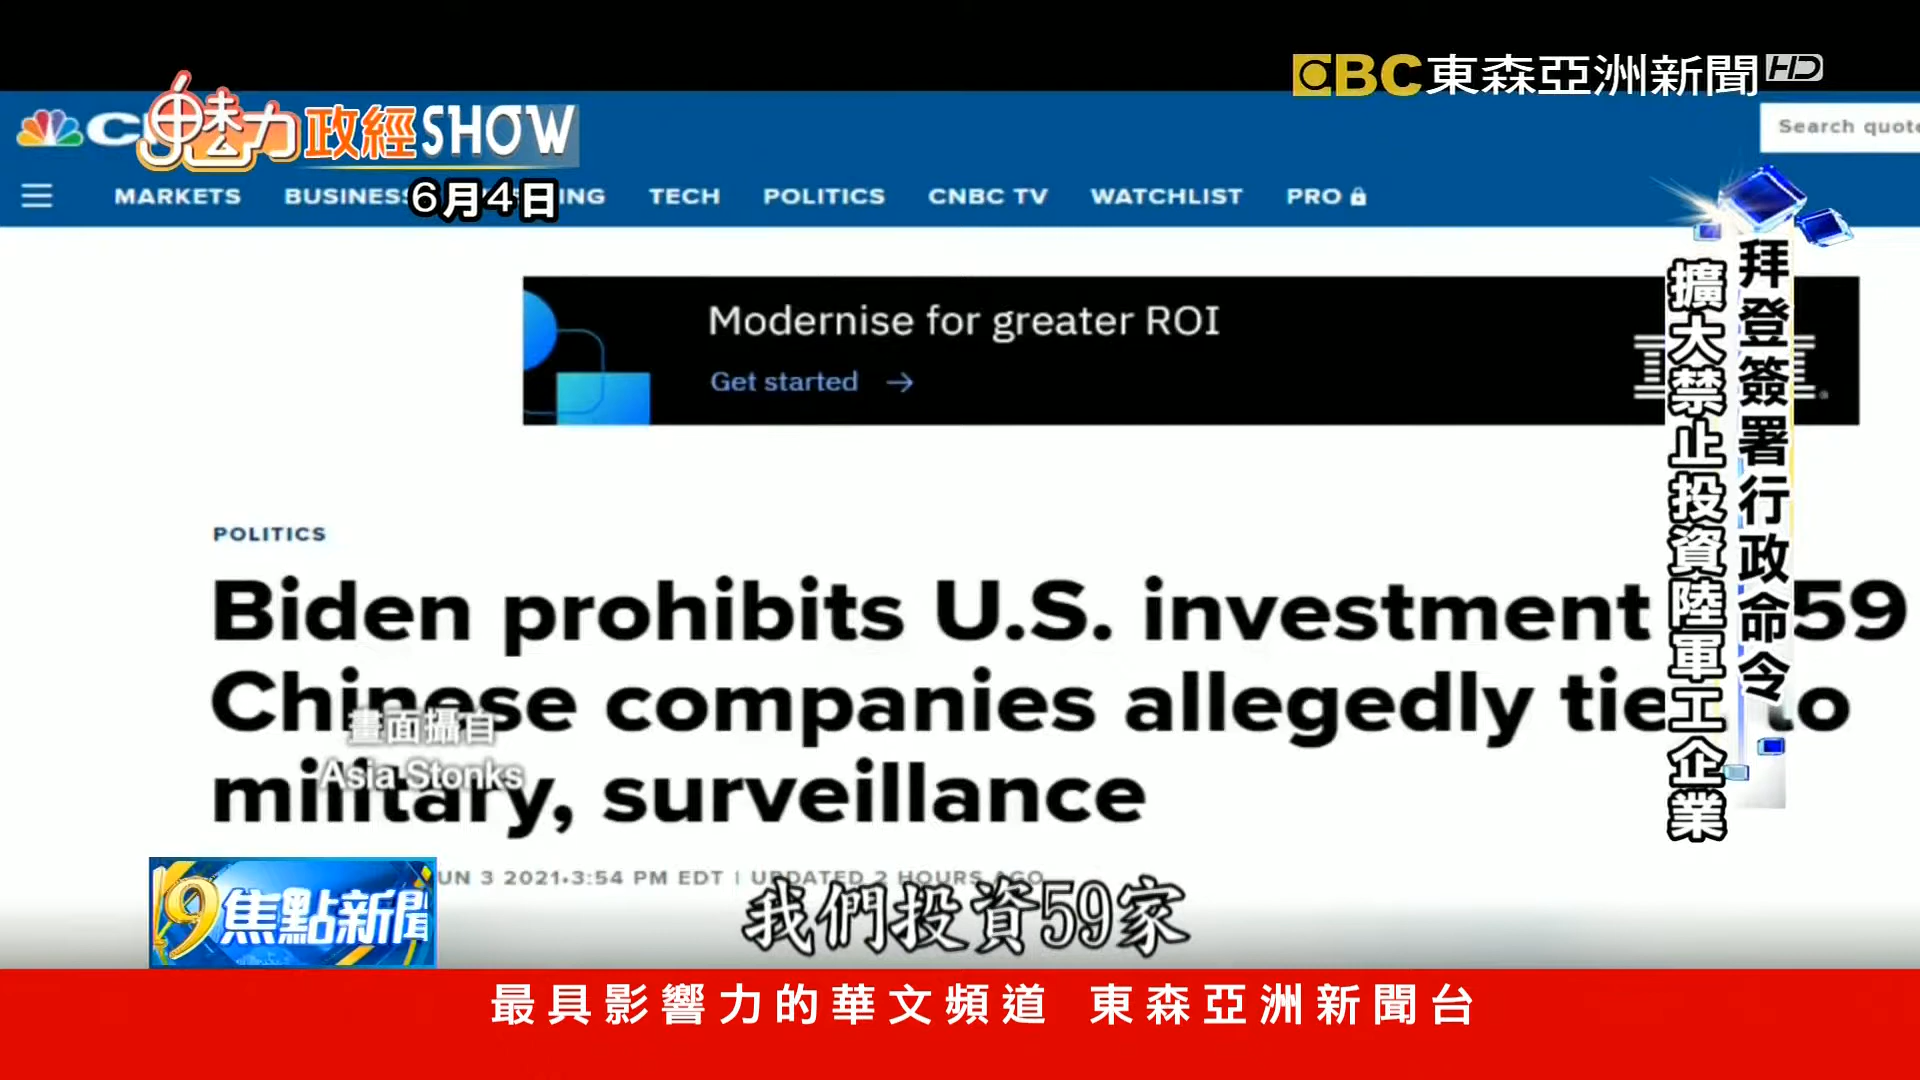 EBC東森亞洲新聞HD
魅力政經SHOW
Search quote
MARKETS BUSINESS ING TECH POLITICS CNBC TV WATCHLIST PRO
6月4日
拜登簽署行政命令
擴大禁止投資陸軍工企業
Modernise for greater ROI
Get started →
POLITICS
Biden prohibits U.S. investment 59
Chinese companies allegedly tie to
military, surveillance
畫面攝自
Asia Stonks
UN 3 2021•3:54 PM EDT | UPDATED 2 HOURS AGO
我們投資59家
19焦點新聞
最具影響力的華文頻道 東森亞洲新聞台